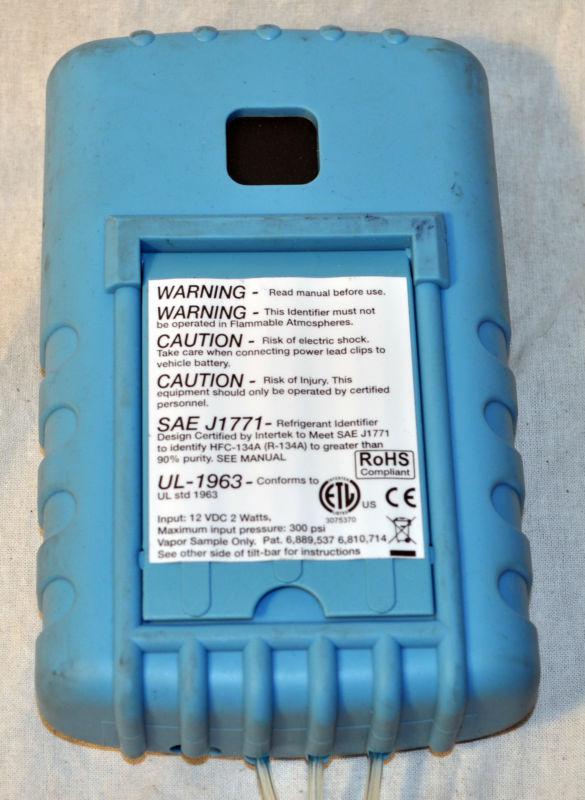 WARNING - Read manual before use.
WARNING - This Identifier must not
be operated in Flammable Atmcspheres.
CAUTION - Risk of electric shock.
Take care when connecting power lead clips to
vehicle battery.
CAUTION - Risk of Injury. This
equipment should only be operated by certified
personnel.
SAE J1771- Refrigerant Identifier
Design Certified by Intertek to Meet SAE J1771
to identify HFC-134A (R-134A) to greater than
90% purity. SEE MANUAL
RoHS
Compliant
UL-1963- Conforms to
UL std 1963
INTERTEK
ETL
LISTED
US
CE
3075370
Input: 12 VDC 2 Watts,
Maximum input pressure: 300 psi
Vapor Sample Only. Pat. 6,889,537 6,810,714
See other side of tilt-bar for instructions